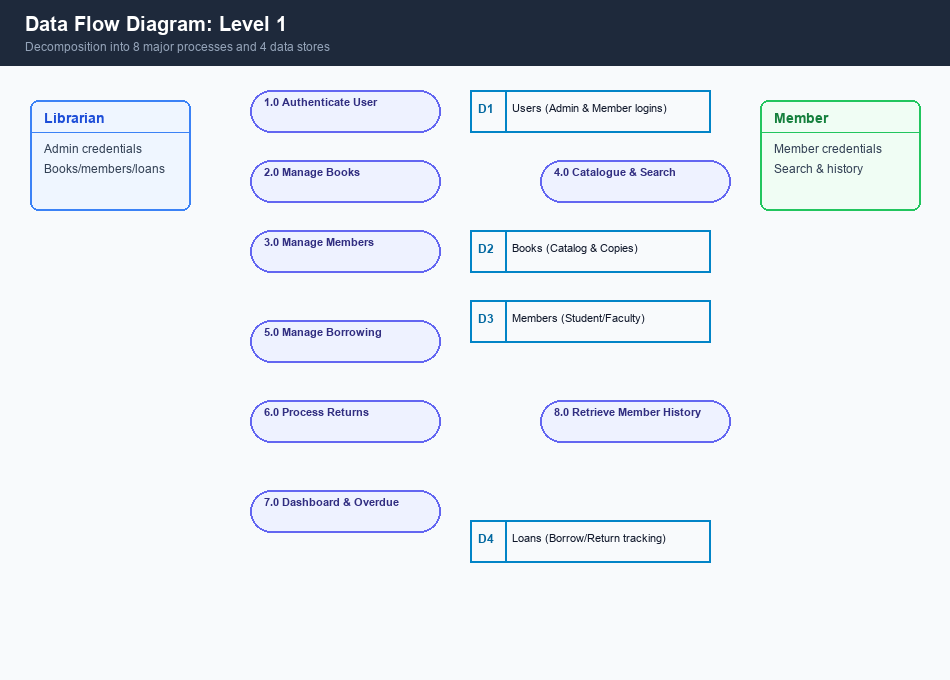 Data Flow Diagram: Level 1
Decomposition into 8 major processes and 4 data stores
Librarian
Admin credentials
Books/members/loans
1.0 Authenticate User
D1 Users (Admin & Member logins)
Member
Member credentials
Search & history
2.0 Manage Books
4.0 Catalogue & Search
3.0 Manage Members
D2 Books (Catalog & Copies)
D3 Members (Student/Faculty)
5.0 Manage Borrowing
6.0 Process Returns
8.0 Retrieve Member History
7.0 Dashboard & Overdue
D4 Loans (Borrow/Return tracking)